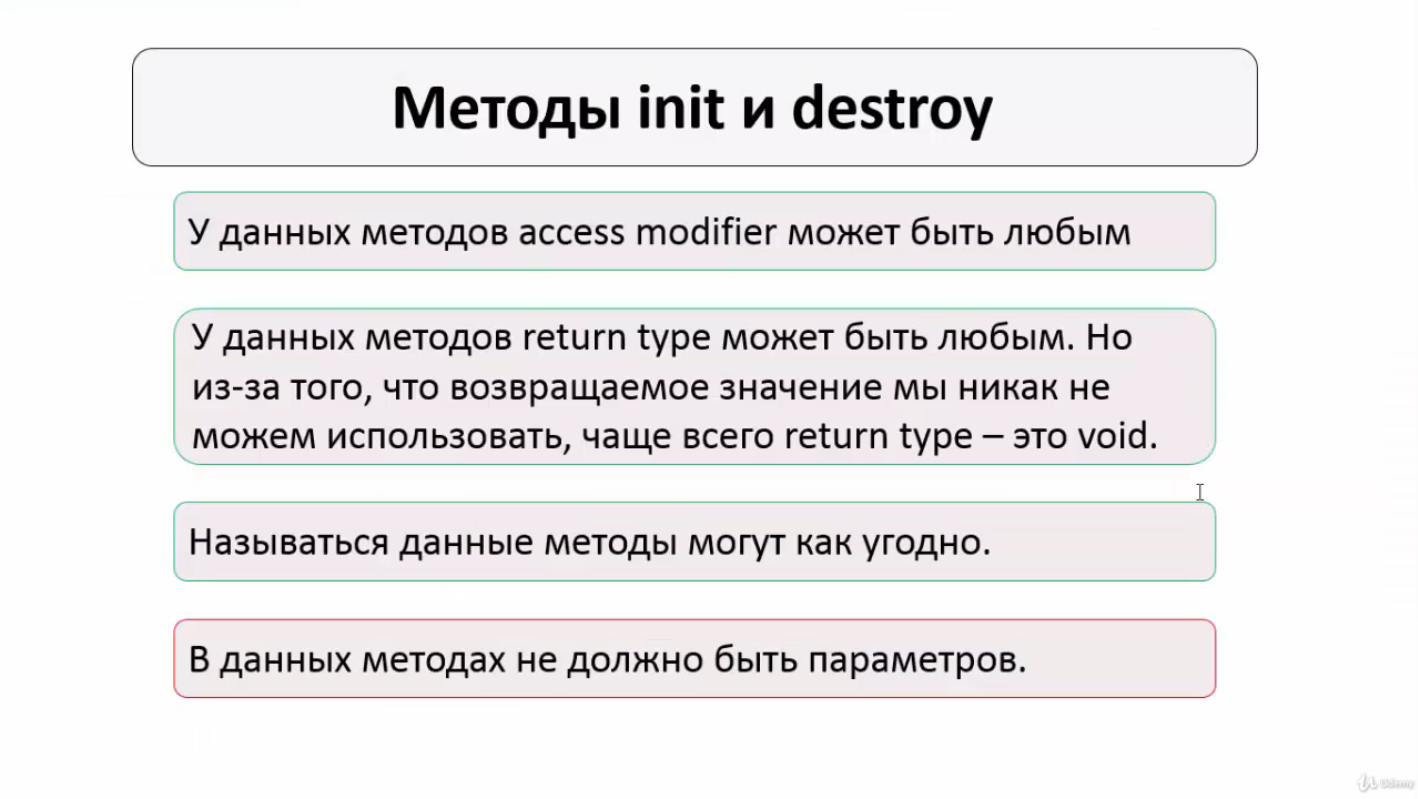 Методы init и destroy
У данных методов access modifier может быть любым
У данных методов return type может быть любым. Но
из-за того, что возвращаемое значение мы никак не
можем использовать, чаще всего return type – это void.
Называться данные методы могут как угодно.
В данных методах не должно быть параметров.
Udemy